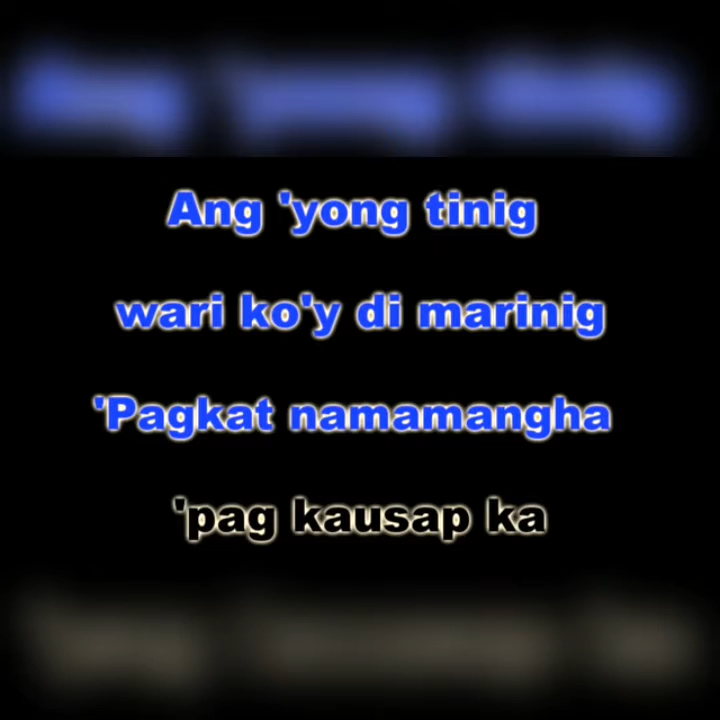 Ang 'yong tinig
wari ko'y di marinig
'Pagkat namamangha
'pag kausap ka